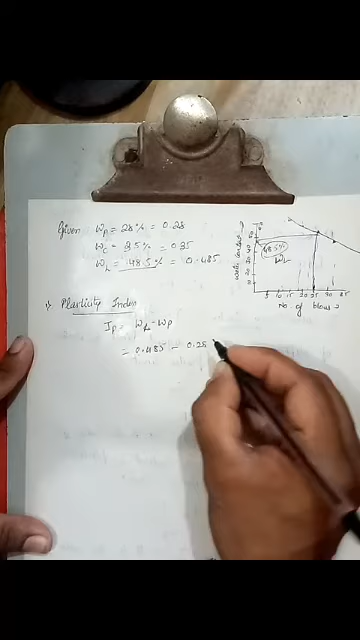 Given Wp = 28% = 0.28
Wc = 35% = 0.35
WL = 48.5% = 0.485
Plasticity Index
Ip = WL - Wp
= 0.485 - 0.28
water content →
48.5%
WL
5 10 15 20 25 30 35
No. of blows →